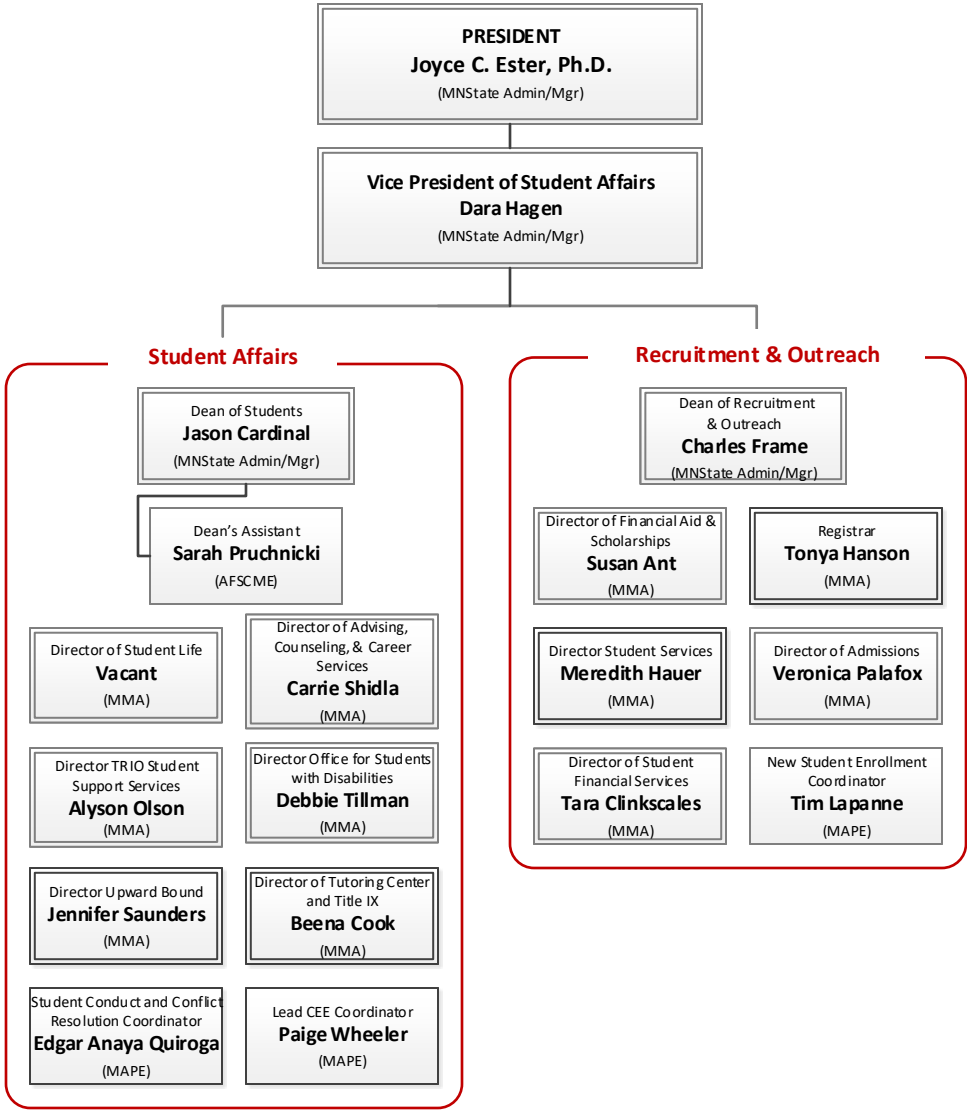 PRESIDENT
Joyce C. Ester, Ph.D.
(MNState Admin/Mgr)
Vice President of Student Affairs
Dara Hagen
(MNState Admin/Mgr)
Student Affairs
Dean of Students
Jason Cardinal
(MNState Admin/Mgr)
Dean's Assistant
Sarah Pruchnicki
(AFSCME)
Director of Student Life
Vacant
(MMA)
Director of Advising,
Counseling, & Career
Services
Carrie Shidla
(MMA)
Director TRIO Student
Support Services
Alyson Olson
(MMA)
Director Office for Students
with Disabilities
Debbie Tillman
(MMA)
Director Upward Bound
Jennifer Saunders
(MMA)
Director of Tutoring Center
and Title IX
Beena Cook
(MMA)
Student Conduct and Conflict
Resolution Coordinator
Edgar Anaya Quiroga
(MAPE)
Lead CEE Coordinator
Paige Wheeler
(MAPE)
Recruitment & Outreach
Dean of Recruitment
& Outreach
Charles Frame
(MNState Admin/Mgr)
Director of Financial Aid &
Scholarships
Susan Ant
(MMA)
Registrar
Tonya Hanson
(MMA)
Director Student Services
Meredith Hauer
(MMA)
Director of Admissions
Veronica Palafox
(MMA)
Director of Student
Financial Services
Tara Clinkscales
(MMA)
New Student Enrollment
Coordinator
Tim Lapanne
(MAPE)